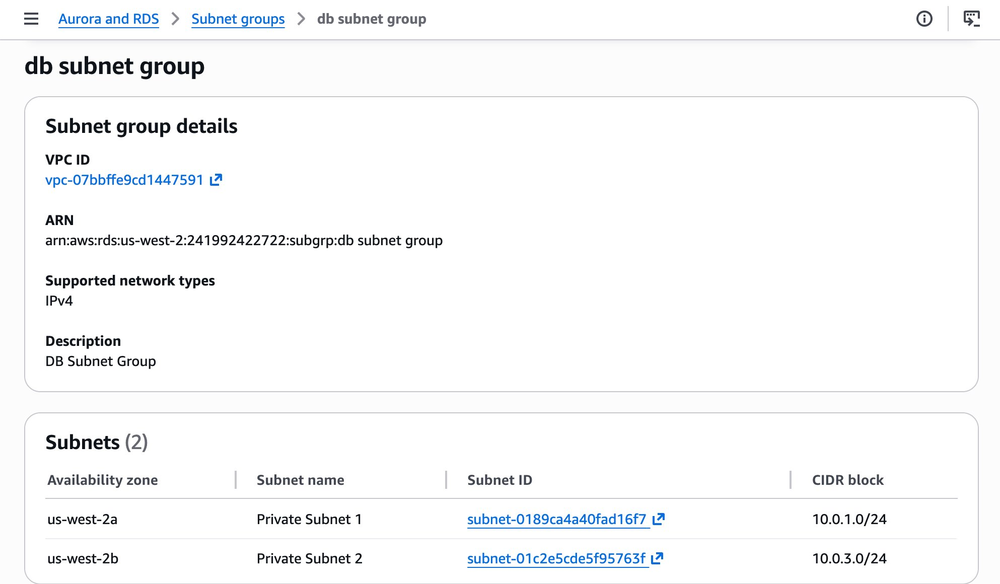 Aurora and RDS > Subnet groups > db subnet group
db subnet group
Subnet group details
VPC ID
vpc-07bbffe9cd1447591
ARN
arn:aws:rds:us-west-2:241992422722:subgrp:db subnet group
Supported network types
IPv4
Description
DB Subnet Group
Subnets (2)
Availability zone | Subnet name | Subnet ID | CIDR block
us-west-2a Private Subnet 1 subnet-0189ca4a40fad16f7 10.0.1.0/24
us-west-2b Private Subnet 2 subnet-01c2e5cde5f95763f 10.0.3.0/24